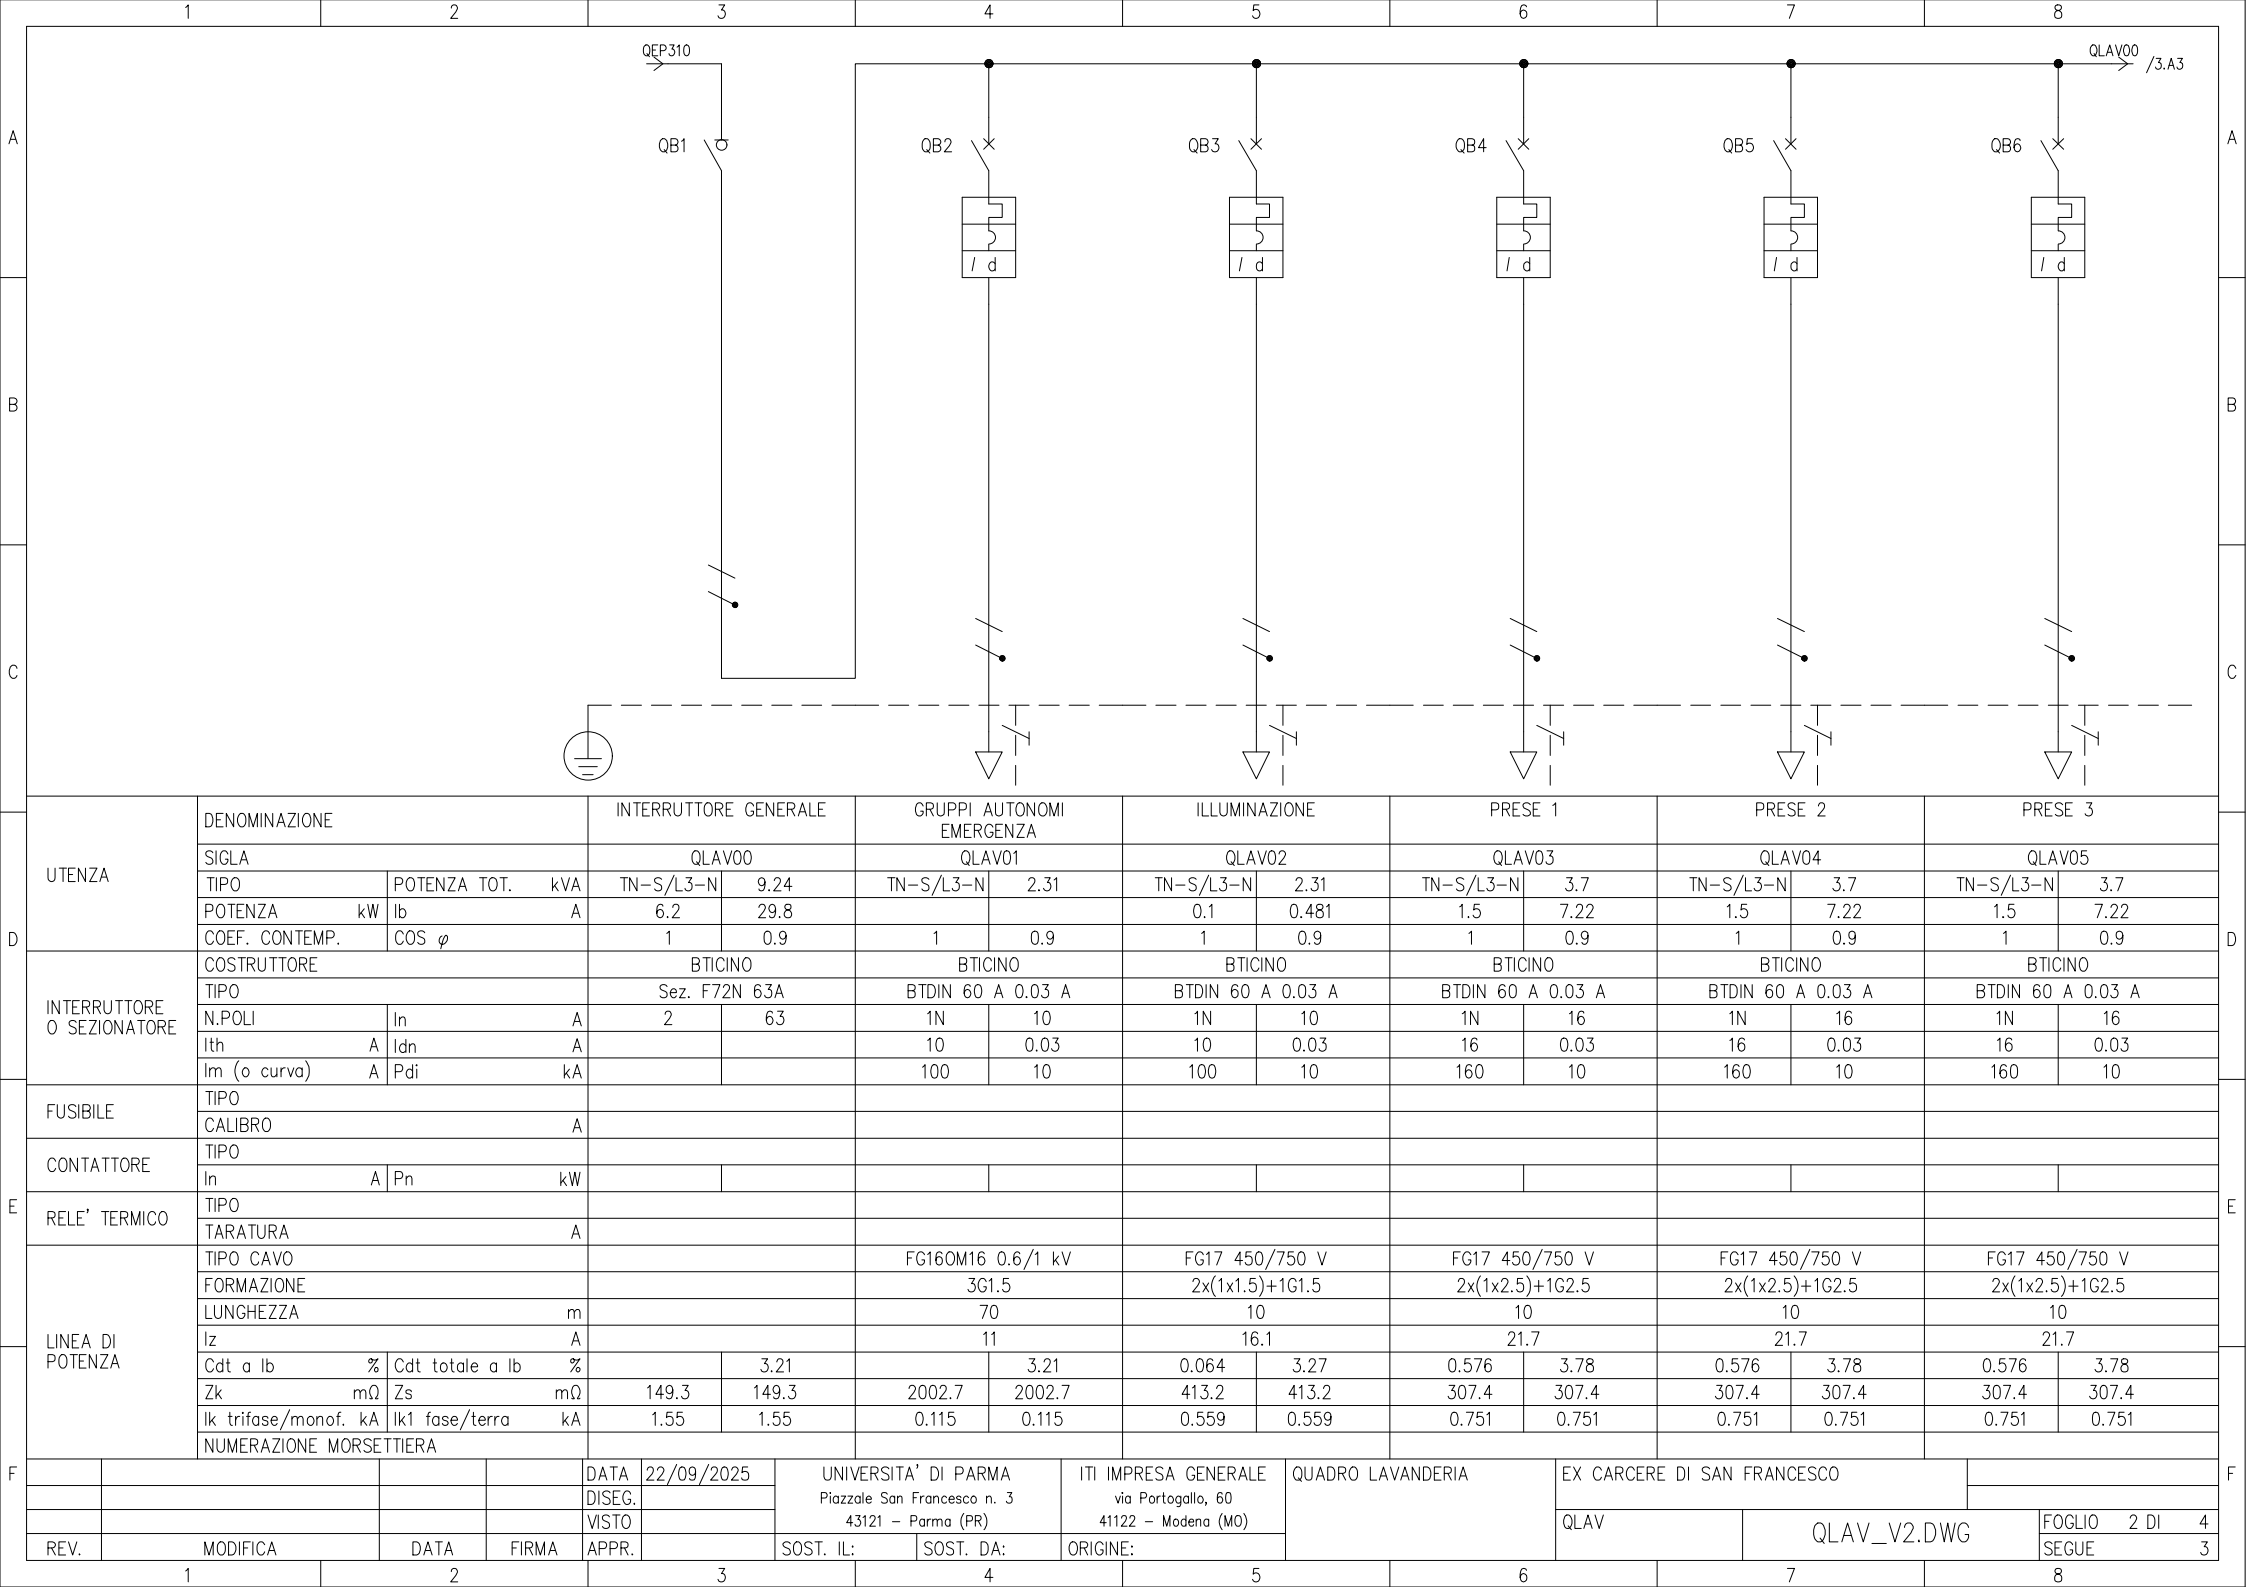 1 2 3 4 5 6 7 8
QEP310 QLAV00
/3.A3
A A
QB1 QB2 QB3 QB4 QB5 QB6
I d I d I d I d I d
B B
C C
DENOMINAZIONE INTERRUTTORE GENERALE GRUPPI AUTONOMI ILLUMINAZIONE PRESE 1 PRESE 2 PRESE 3
EMERGENZA
UTENZA
SIGLA QLAV00 QLAV01 QLAV02 QLAV03 QLAV04 QLAV05
TIPO POTENZA TOT. kVA TN-S/L3-N 9.24 TN-S/L3-N 2.31 TN-S/L3-N 2.31 TN-S/L3-N 3.7 TN-S/L3-N 3.7 TN-S/L3-N 3.7
POTENZA kW Ib A 6.2 29.8 0.1 0.481 1.5 7.22 1.5 7.22 1.5 7.22
D COEF. CONTEMP. COS φ 1 0.9 1 0.9 1 0.9 1 0.9 1 0.9 1 0.9 D
INTERRUTTORE
O SEZIONATORE
COSTRUTTORE BTICINO BTICINO BTICINO BTICINO BTICINO BTICINO
TIPO Sez. F72N 63A BTDIN 60 A 0.03 A BTDIN 60 A 0.03 A BTDIN 60 A 0.03 A BTDIN 60 A 0.03 A BTDIN 60 A 0.03 A
N.POLI In A 2 63 1N 10 1N 10 1N 16 1N 16 1N 16
Ith A Idn A 10 0.03 10 0.03 16 0.03 16 0.03 16 0.03
Im (o curva) A Pdi kA 100 10 100 10 160 10 160 10 160 10
FUSIBILE
TIPO
CALIBRO A
CONTATTORE
TIPO
In A Pn kW
E E
RELE' TERMICO
TIPO
TARATURA A
LINEA DI
POTENZA
TIPO CAVO FG16OM16 0.6/1 kV FG17 450/750 V FG17 450/750 V FG17 450/750 V FG17 450/750 V
FORMAZIONE 3G1.5 2x(1x1.5)+1G1.5 2x(1x2.5)+1G2.5 2x(1x2.5)+1G2.5 2x(1x2.5)+1G2.5
LUNGHEZZA m 70 10 10 10 10
Iz A 11 16.1 21.7 21.7 21.7
Cdt a Ib % Cdt totale a Ib % 3.21 3.21 0.064 3.27 0.576 3.78 0.576 3.78 0.576 3.78
Zk mΩ Zs mΩ 149.3 149.3 2002.7 2002.7 413.2 413.2 307.4 307.4 307.4 307.4 307.4 307.4
Ik trifase/monof. kA Ik1 fase/terra kA 1.55 1.55 0.115 0.115 0.559 0.559 0.751 0.751 0.751 0.751 0.751 0.751
NUMERAZIONE MORSETTIERA
F DATA 22/09/2025 UNIVERSITA' DI PARMA ITI IMPRESA GENERALE QUADRO LAVANDERIA EX CARCERE DI SAN FRANCESCO F
DISEG. Piazzale San Francesco n. 3 via Portogallo, 60
VISTO 43121 - Parma (PR) 41122 - Modena (MO) QLAV QLAV_V2.DWG FOGLIO 2 DI 4
REV. MODIFICA DATA FIRMA APPR. SOST. IL: SOST. DA: ORIGINE: SEGUE 3
1 2 3 4 5 6 7 8